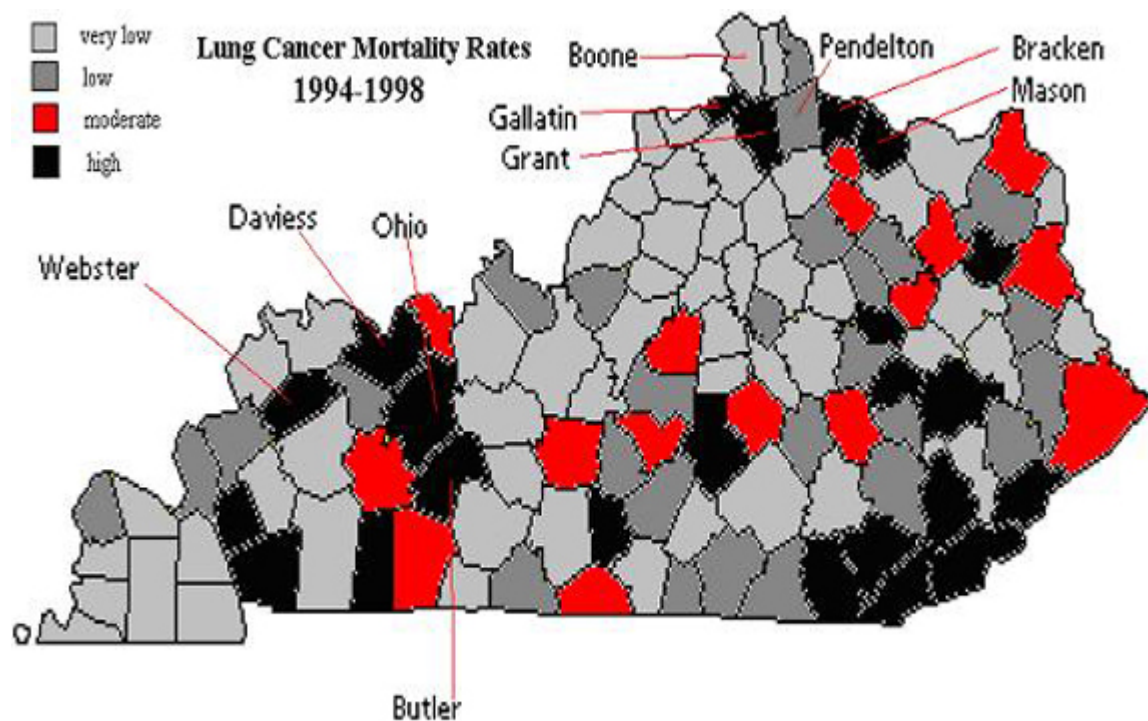 very low
low
moderate
high
Lung Cancer Mortality Rates
1994-1998
Boone
Pendelton
Bracken
Mason
Gallatin
Grant
Daviess
Ohio
Webster
Butler